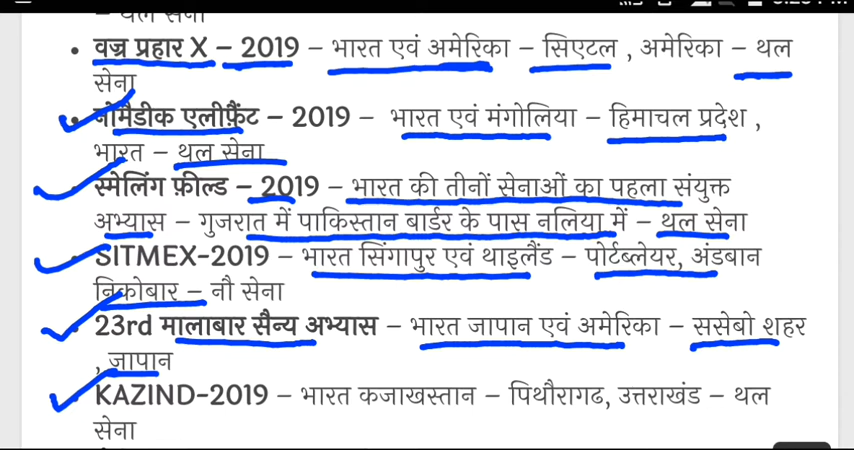 – थल सेना
• वज्र प्रहार X – 2019 – भारत एवं अमेरिका – सिएटल , अमेरिका – थल
सेना
• नोमैडीक एलीफ़ैंट – 2019 – भारत एवं मंगोलिया – हिमाचल प्रदेश ,
भारत – थल सेना
स्मेलिंग फ़ील्ड – 2019 – भारत की तीनों सेनाओं का पहला संयुक्त
अभ्यास – गुजरात में पाकिस्तान बार्डर के पास नलिया में – थल सेना
SITMEX-2019 – भारत सिंगापुर एवं थाइलैंड – पोर्टब्लेयर, अंडबान
निकोबार – नौ सेना
23rd मालाबार सैन्य अभ्यास – भारत जापान एवं अमेरिका – ससेबो शहर
, जापान
KAZIND-2019 – भारत कजाखस्तान – पिथौरागढ, उत्तराखंड – थल
सेना